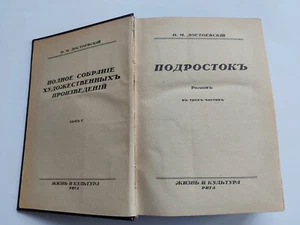 Ѳ. М. ДОСТОЕВСКІЙ
ПОЛНОЕ СОБРАНІЕ
ХУДОЖЕСТВЕННЫХЪ
ПРОИЗВЕДЕНІЙ
ЖИЗНЬ И КУЛЬТУРА
РИГА
Ѳ. М. ДОСТОЕВСКІЙ
ПОДРОСТОКЪ
Романъ
въ трехъ частяхъ
ЖИЗНЬ И КУЛЬТУРА
РИГА